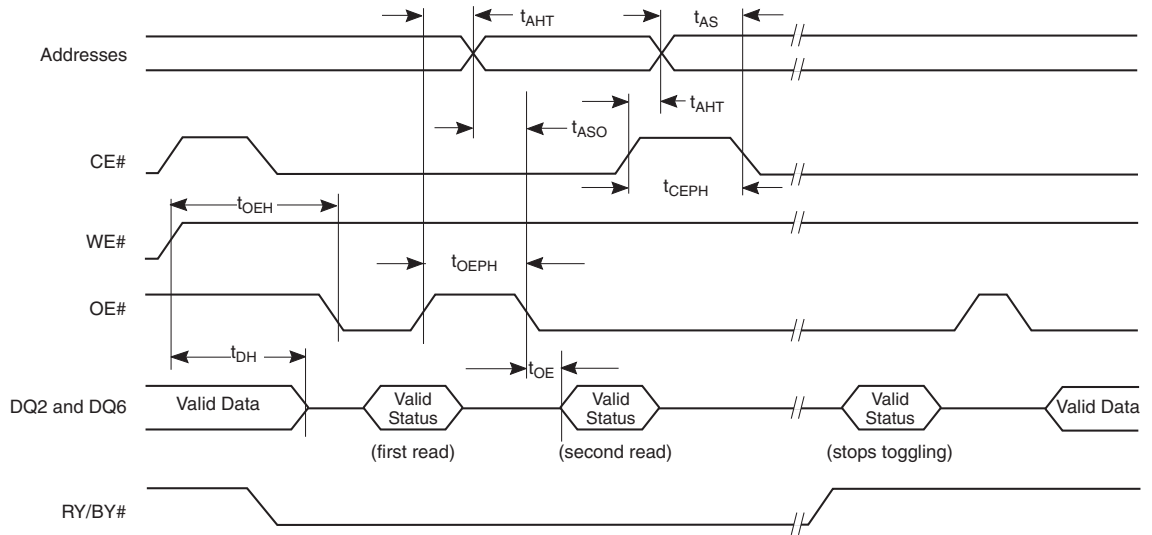 tAHT
tAS
Addresses
tAHT
tASO
CE#
tCEPH
tOEH
WE#
tOEPH
OE#
tDH
tOE
DQ2 and DQ6
Valid Data
Valid
Status
Valid
Status
Valid
Status
Valid Data
(first read)
(second read)
(stops toggling)
RY/BY#